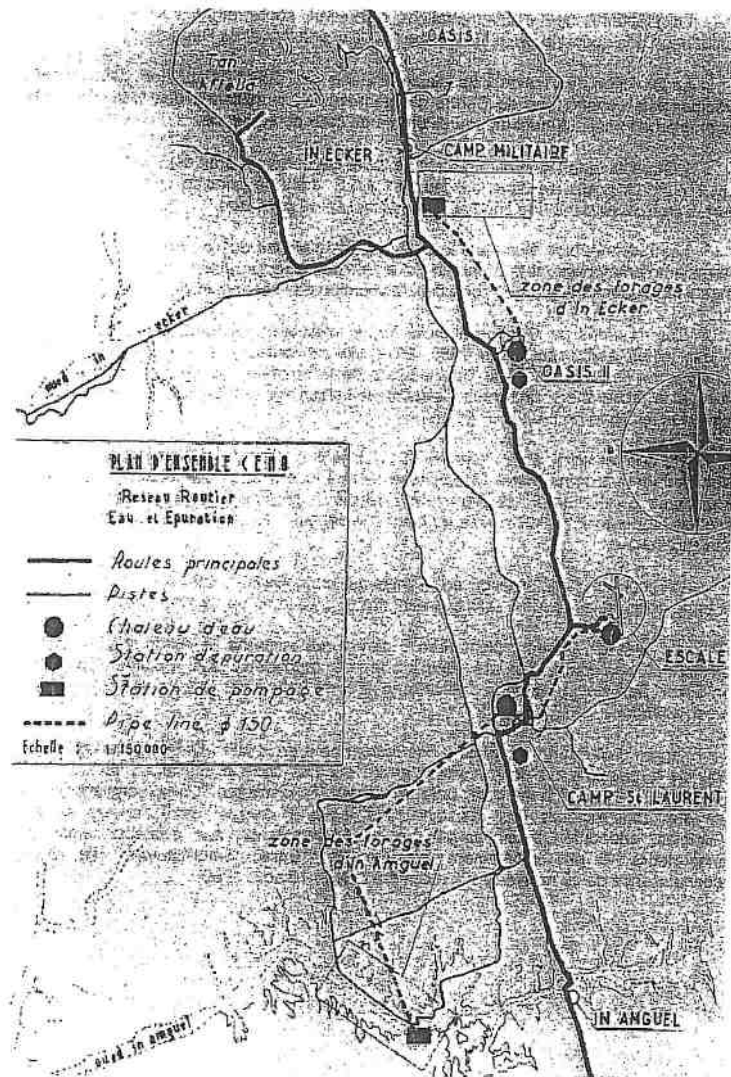 OASIS I
Tan
Affella
IN ECKER
CAMP MILITAIRE
zone des forages
d'In Ecker
oued in ecker
OASIS II
PLAN D'ENSEMBLE CEMO
Reseau Routier
Eau et Epuration
Routes principales
Pistes
Chateau d'eau
Station d'epuration
Station de pompage
Pipe line ϕ 150
Echelle : 1/150 000
ESCALE
CAMP St LAURENT
zone des forages
d'In Amguel
IN AMGUEL
oued in amguel